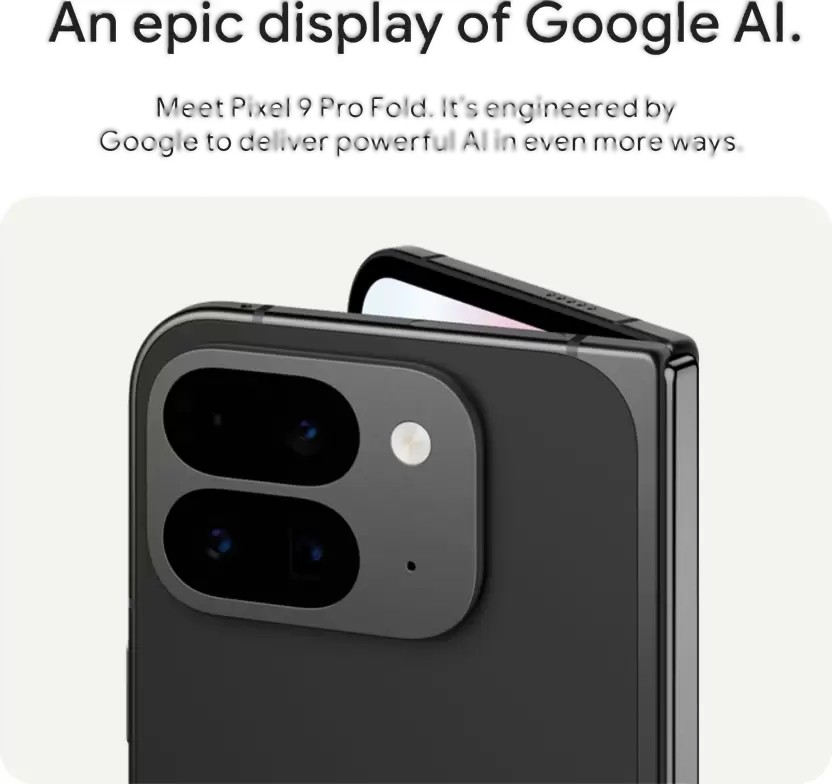 An epic display of Google AI.
Meet Pixel 9 Pro Fold. It's engineered by
Google to deliver powerful AI in even more ways.